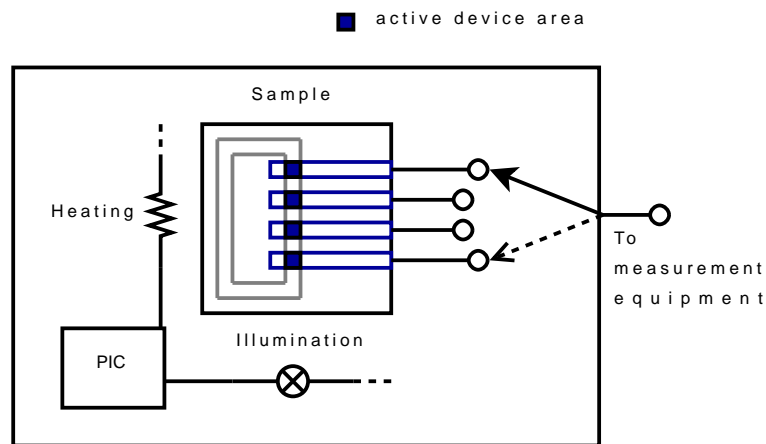 active device area
Sample
Heating
To
measurement
equipment
Illumination
PIC